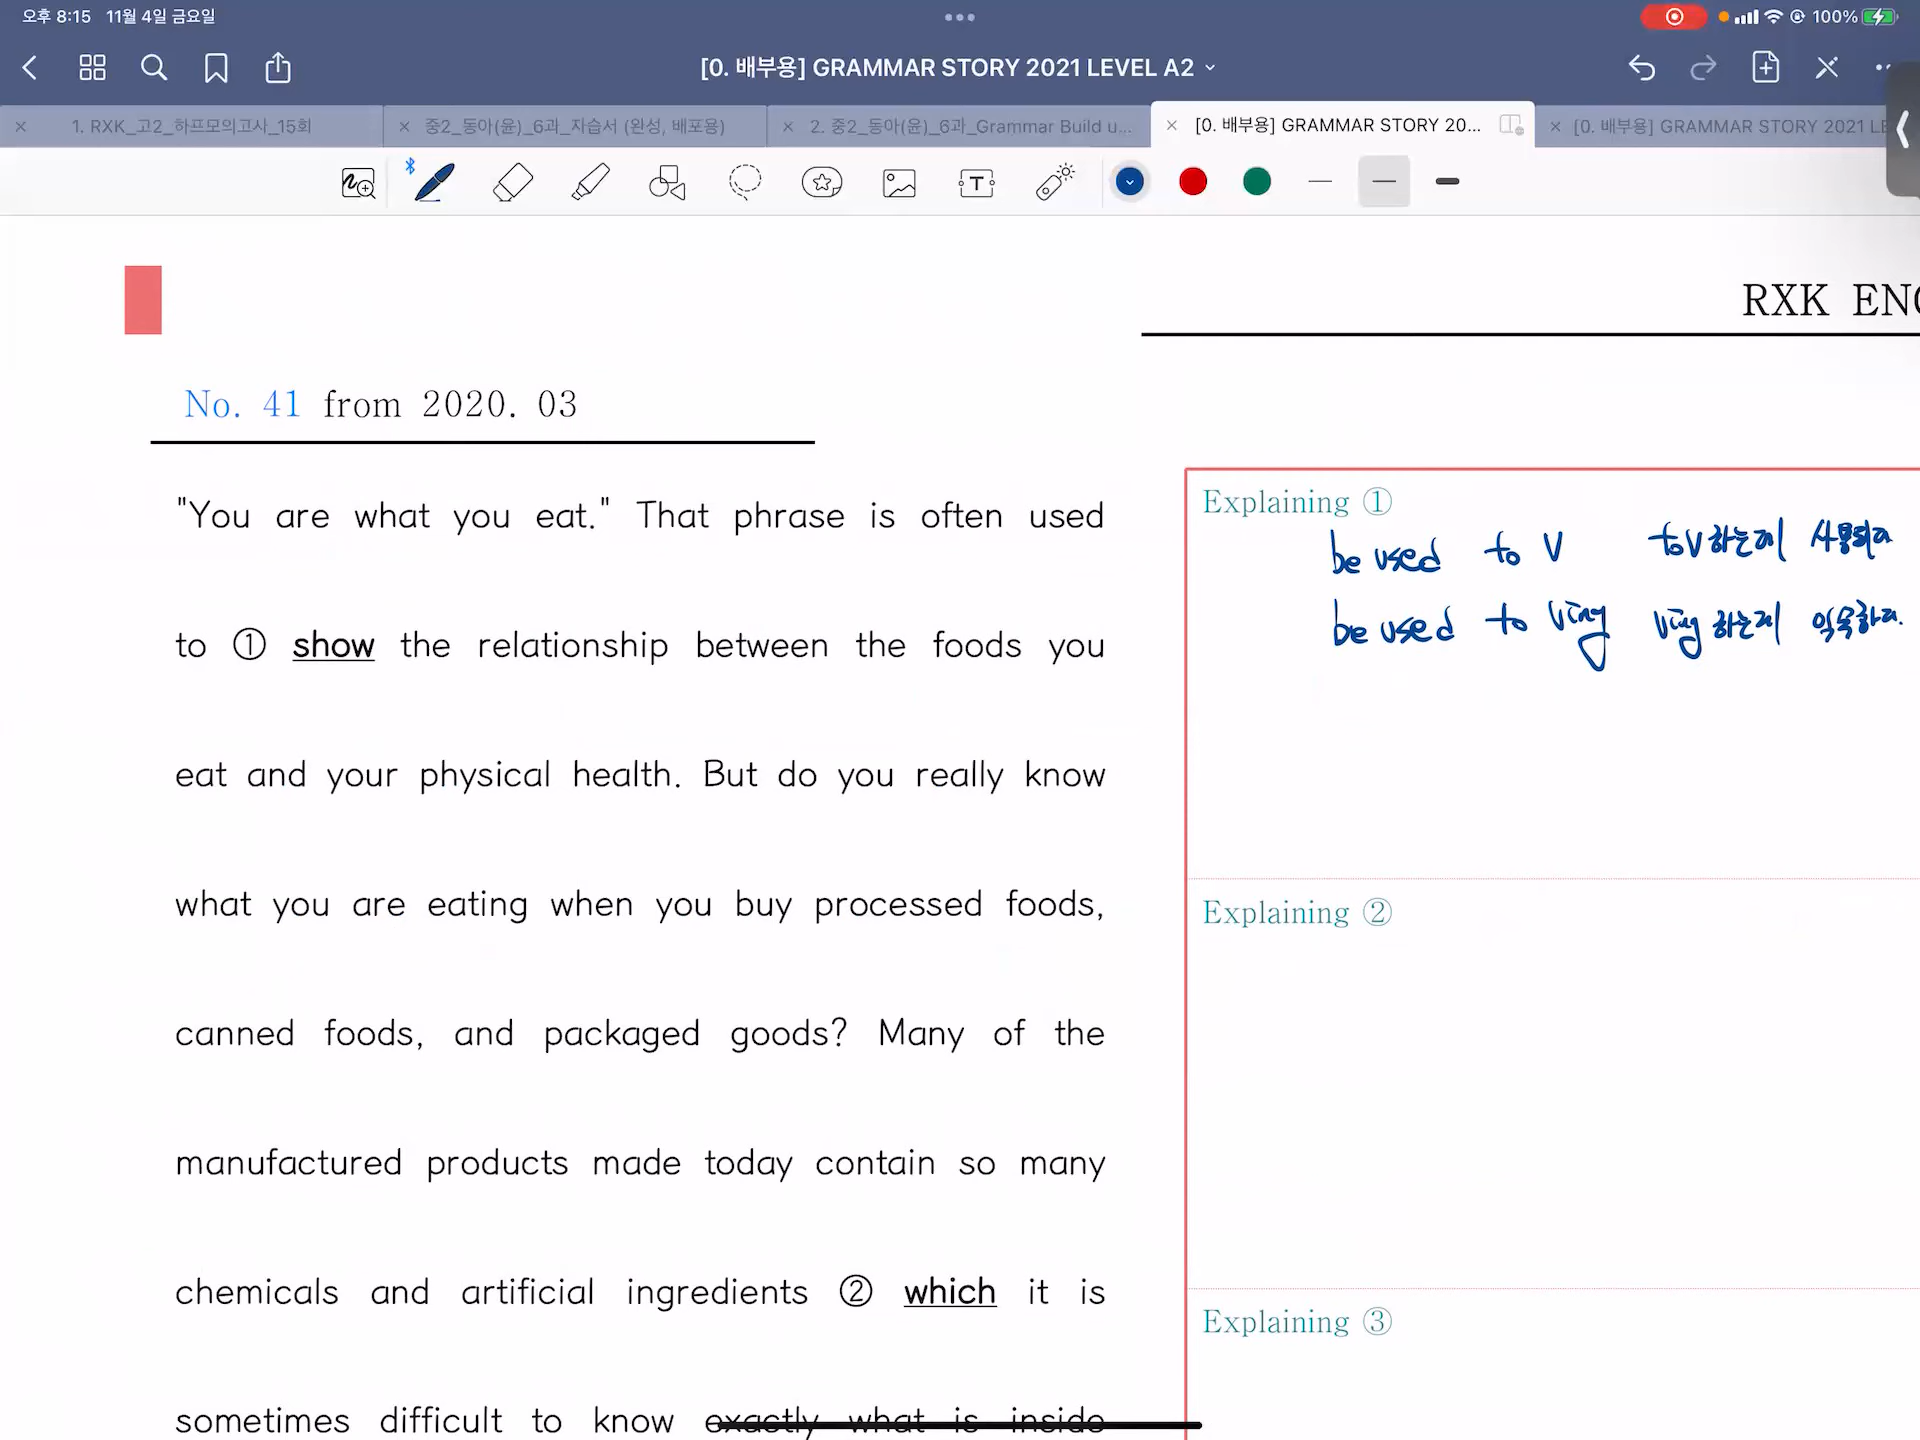 오후 8:15 11월 4일 금요일
100%
[0. 배부용] GRAMMAR STORY 2021 LEVEL A2
1. RXK_고2_하프모의고사_15회
중2_동아(윤)_6과_자습서 (완성, 배포용)
2. 중2_동아(윤)_6과_Grammar Build u...
[0. 배부용] GRAMMAR STORY 20...
[0. 배부용] GRAMMAR STORY 2021 LE
RXK ENG
No. 41 from 2020. 03
"You are what you eat." That phrase is often used
to ① show the relationship between the foods you
eat and your physical health. But do you really know
what you are eating when you buy processed foods,
canned foods, and packaged goods? Many of the
manufactured products made today contain so many
chemicals and artificial ingredients ② which it is
sometimes difficult to know exactly what is inside
Explaining ①
be used to V toV하는데 사용되다
be used to Ving Ving하는데 익숙하다.
Explaining ②
Explaining ③